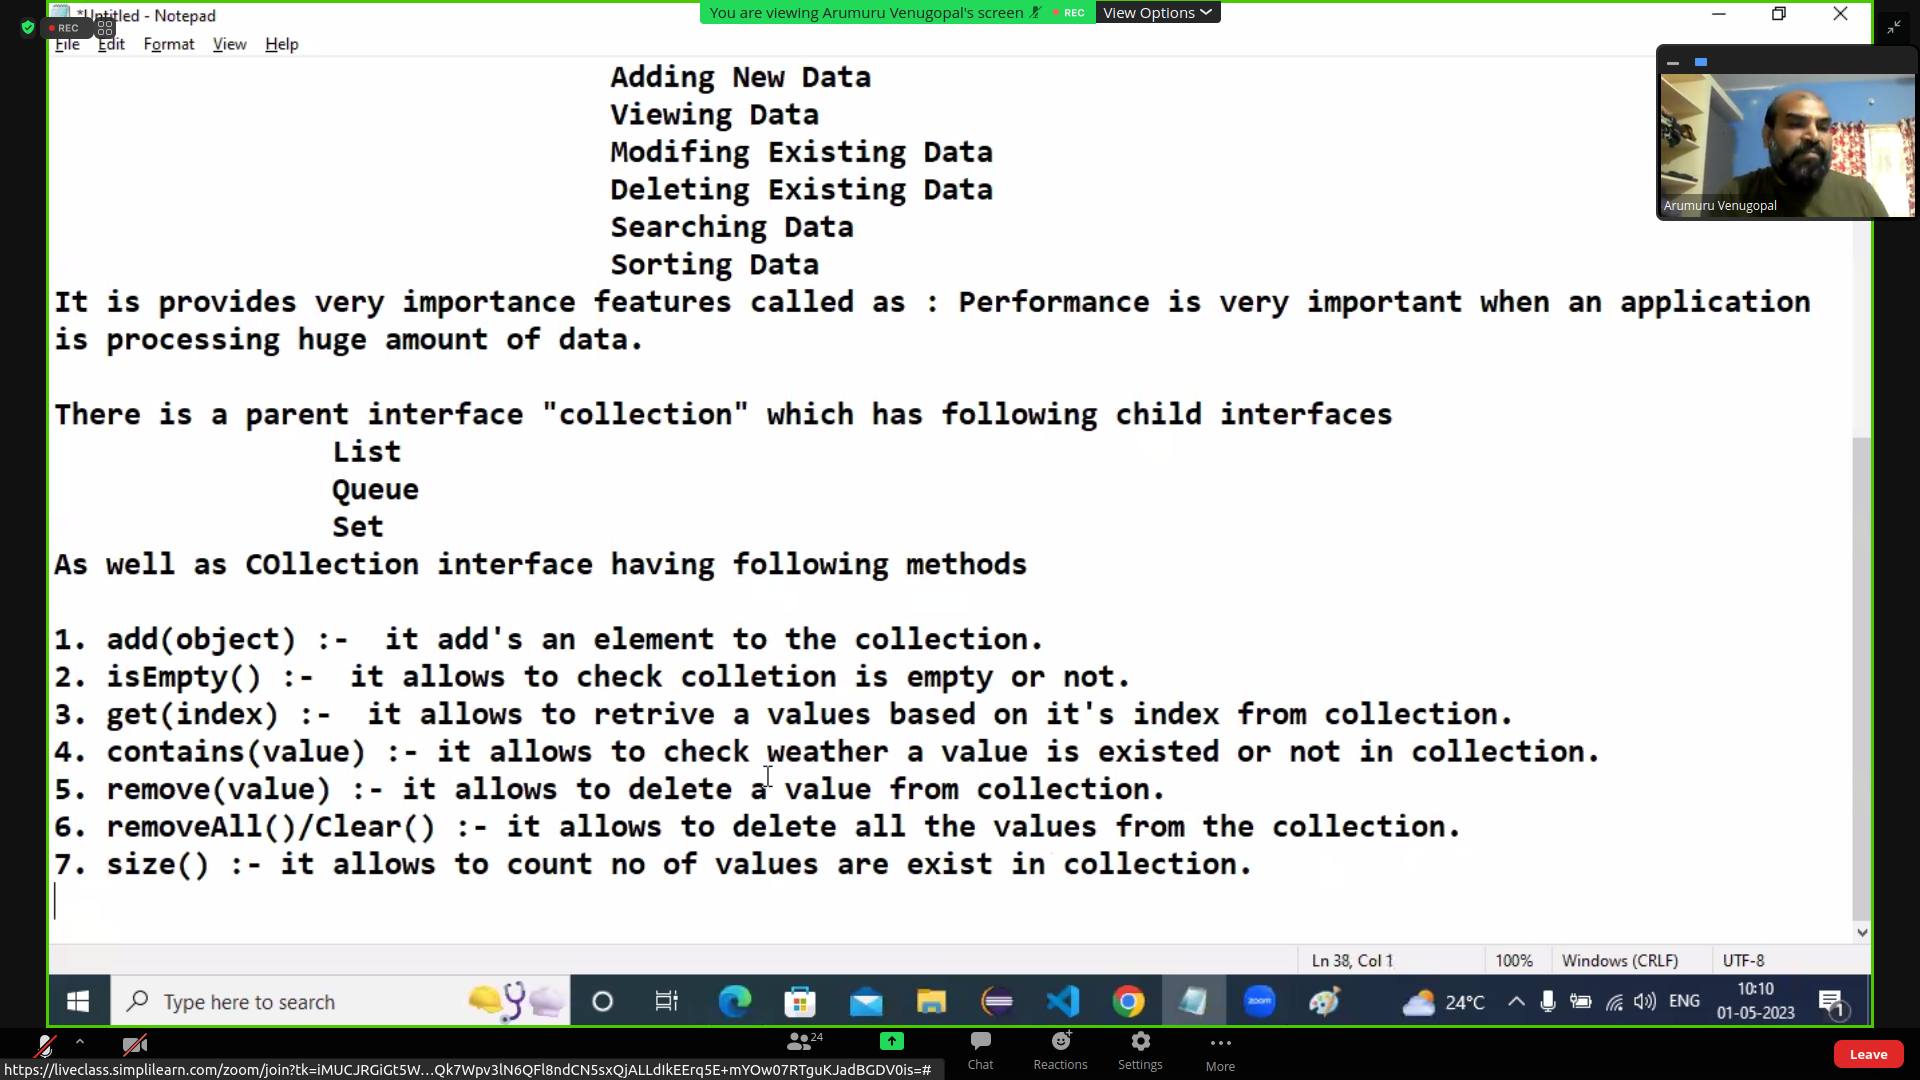 *Untitled - Notepad
You are viewing Arumuru Venugopal's screen
REC
View Options
REC
File Edit Format View Help
Adding New Data
Viewing Data
Modifing Existing Data
Deleting Existing Data
Searching Data
Sorting Data
It is provides very importance features called as : Performance is very important when an application
is processing huge amount of data.
There is a parent interface "collection" which has following child interfaces
List
Queue
Set
As well as COllection interface having following methods
1. add(object) :-  it add's an element to the collection.
2. isEmpty() :-  it allows to check colletion is empty or not.
3. get(index) :-  it allows to retrive a values based on it's index from collection.
4. contains(value) :- it allows to check weather a value is existed or not in collection.
5. remove(value) :- it allows to delete a value from collection.
6. removeAll()/Clear() :- it allows to delete all the values from the collection.
7. size() :- it allows to count no of values are exist in collection.
Arumuru Venugopal
Ln 38, Col 1
100%
Windows (CRLF)
UTF-8
Type here to search
zoom
24°C
ENG
10:10
01-05-2023
1
24
Chat
Reactions
Settings
More
Leave
https://liveclass.simplilearn.com/zoom/join?tk=iMUCJRGiGt5W…Qk7Wpv3lN6QFl8ndCN5sxQjALLdIkEErq5E+mYOw07RTguKJadBGDV0is=#